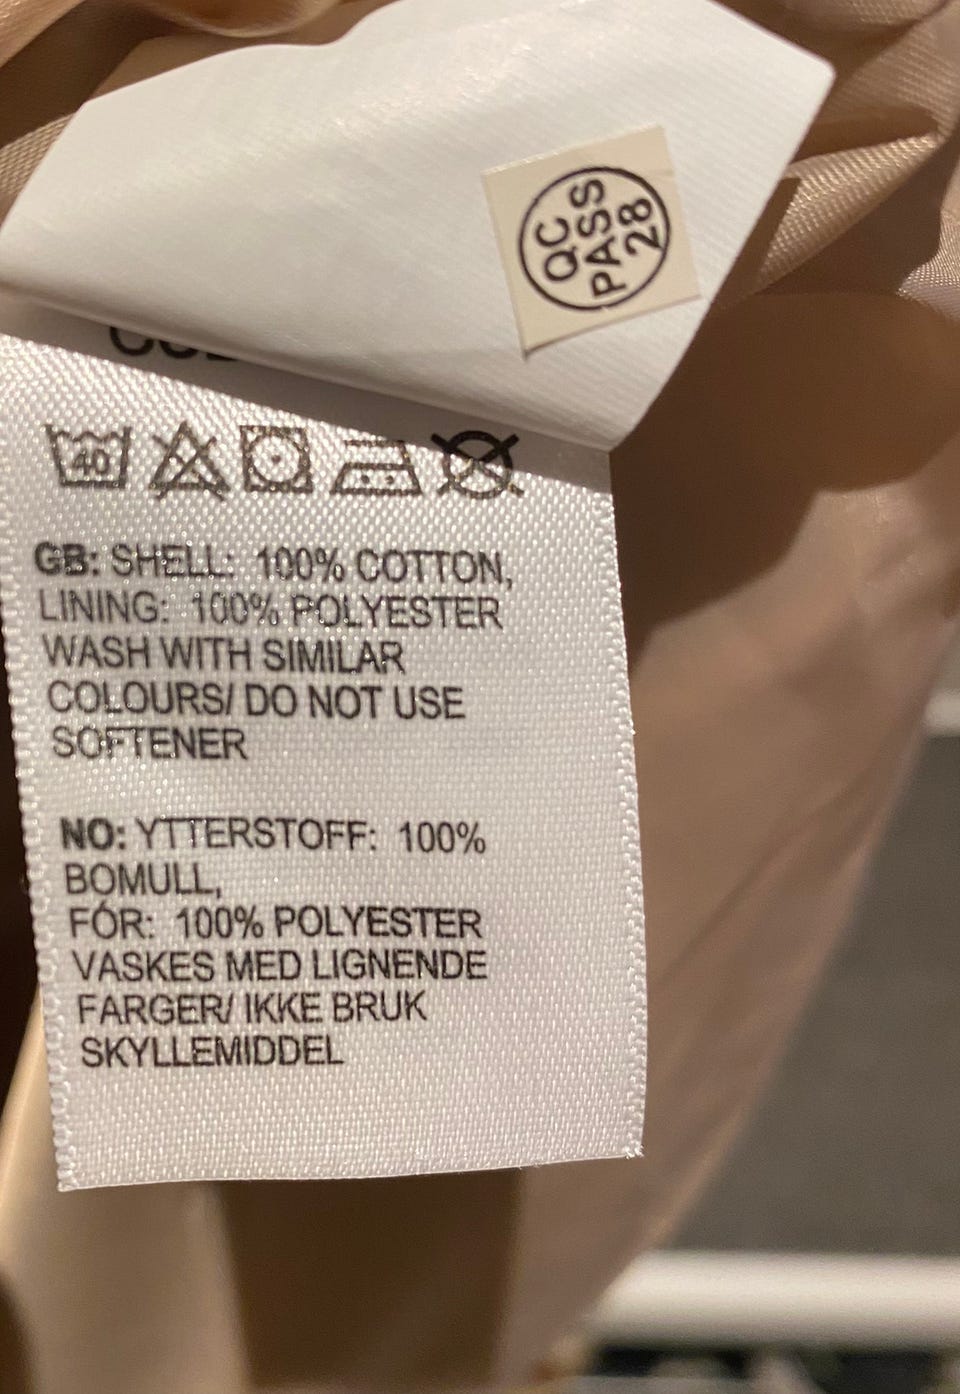 QC
PASS
28
40
GB: SHELL: 100% COTTON,
LINING: 100% POLYESTER
WASH WITH SIMILAR
COLOURS/ DO NOT USE
SOFTENER
NO: YTTERSTOFF: 100%
BOMULL,
FÓR: 100% POLYESTER
VASKES MED LIGNENDE
FARGER/ IKKE BRUK
SKYLLEMIDDEL